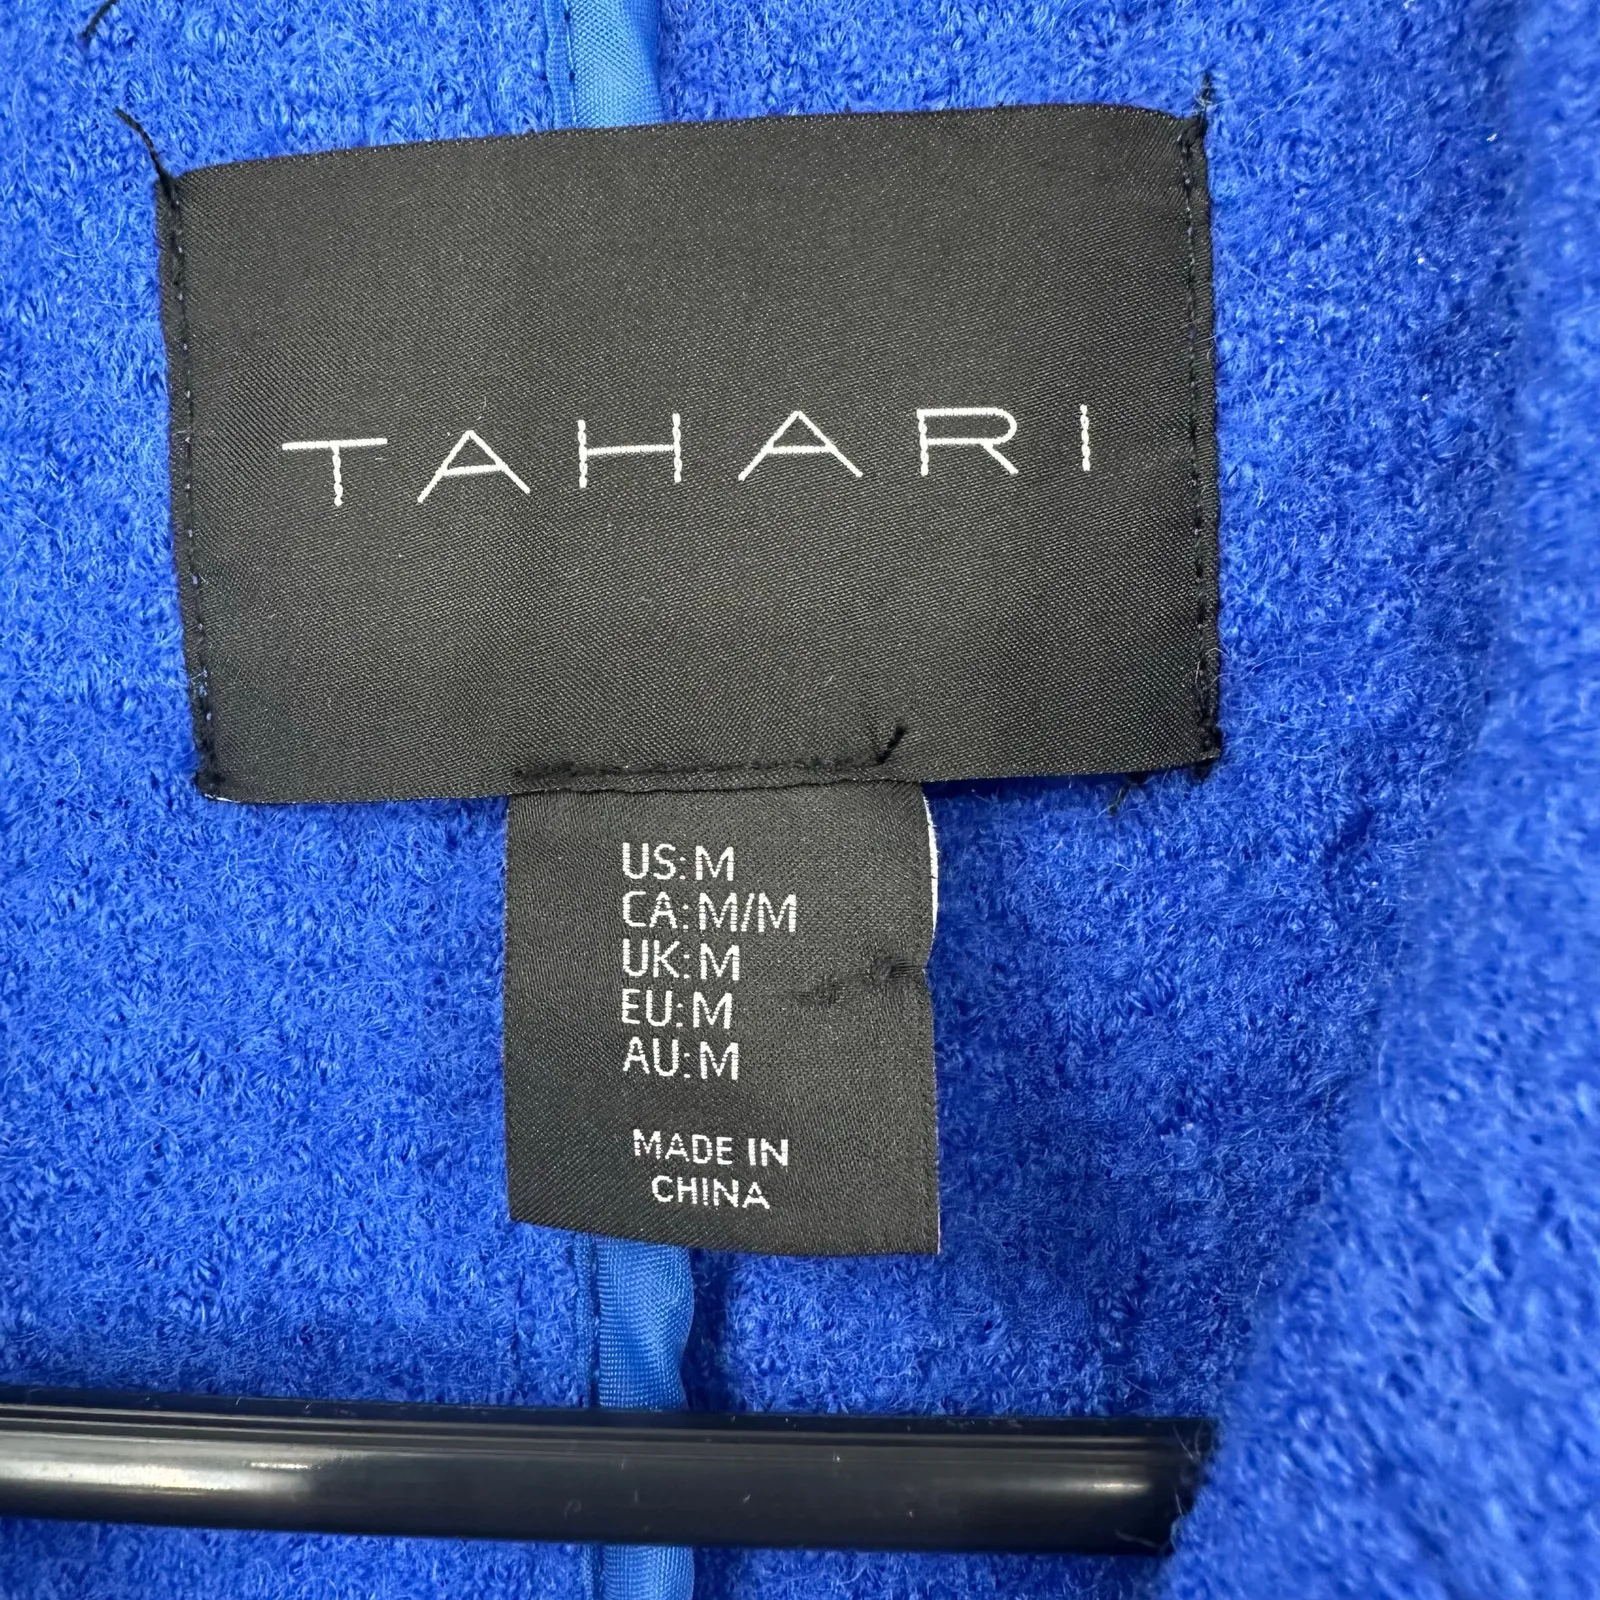 TAHARI
US: M
CA: M/M
UK: M
EU: M
AU: M
MADE IN
CHINA